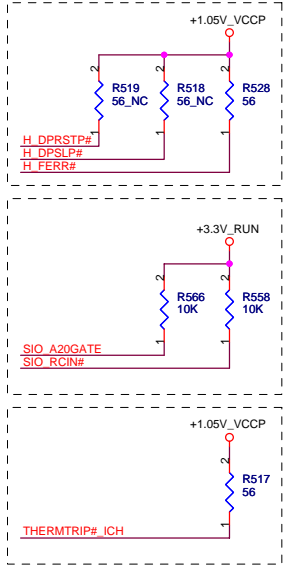 +1.05V_VCCP
2 2 2
R519 R518 R528
56_NC 56_NC 56
1 1 1
H_DPRSTP#
H_DPSLP#
H_FERR#
+3.3V_RUN
2 2
R566 R558
10K 10K
1 1
SIO_A20GATE
SIO_RCIN#
+1.05V_VCCP
2
R517
56
1
THERMTRIP#_ICH